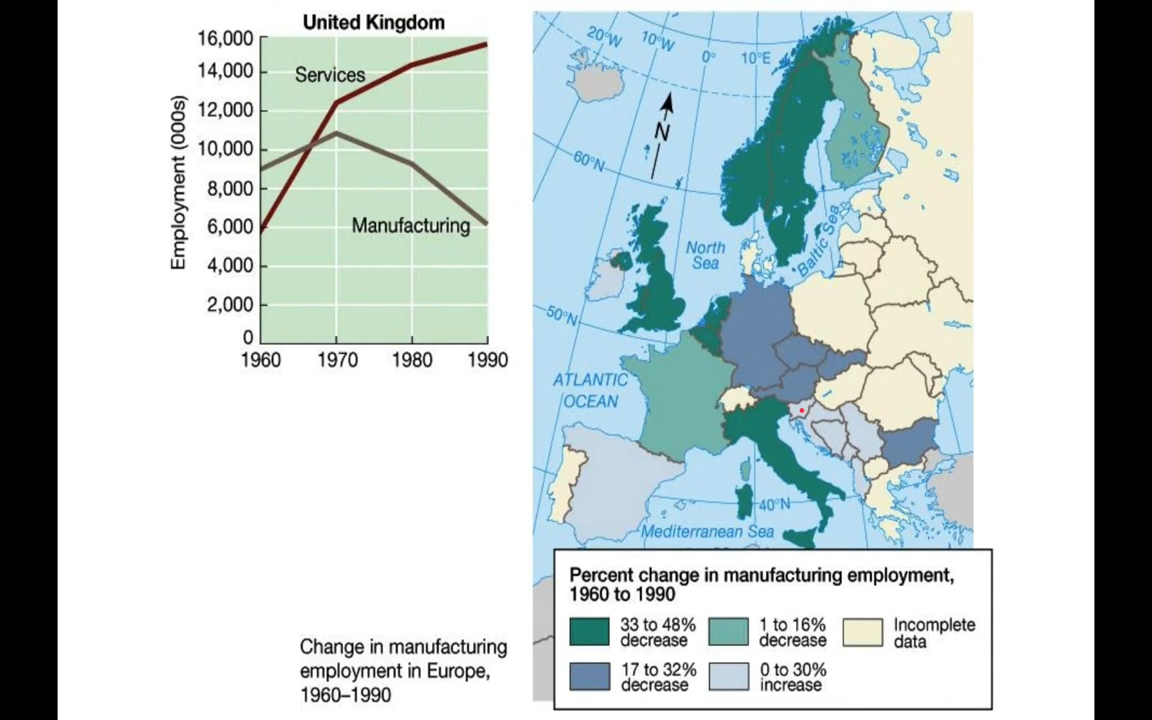 United Kingdom
16,000
14,000
12,000
10,000
8,000
6,000
4,000
2,000
0
Employment (000s)
Services
Manufacturing
1960 1970 1980 1990
20°W 10°W 0° 10°E
N
60°N
50°N
40°N
North
Sea
Baltic Sea
ATLANTIC
OCEAN
Mediterranean Sea
Percent change in manufacturing employment,
1960 to 1990
33 to 48%
decrease
1 to 16%
decrease
Incomplete
data
17 to 32%
decrease
0 to 30%
increase
Change in manufacturing
employment in Europe,
1960–1990